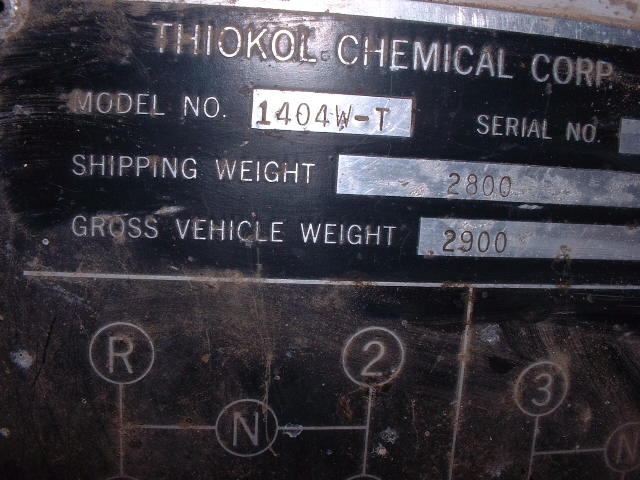 THIOKOL CHEMICAL CORP
MODEL NO. 1404W-T SERIAL NO.
SHIPPING WEIGHT 2800
GROSS VEHICLE WEIGHT 2900
R 2 3
N N